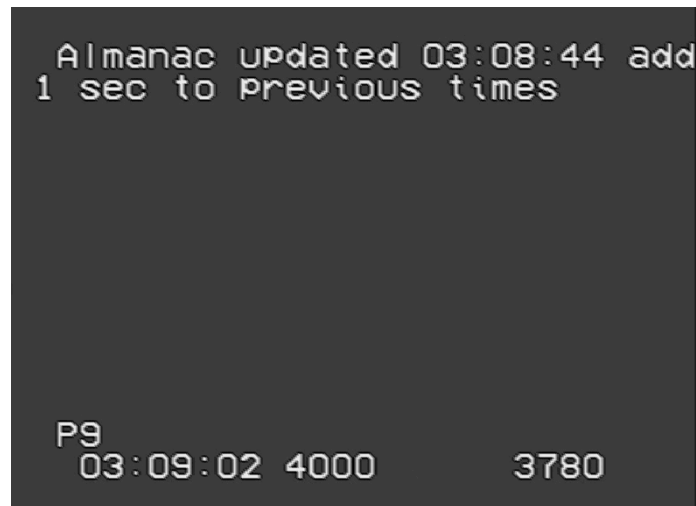 Almanac updated 03:08:44 add
1 sec to previous times
P9
03:09:02 4000 3780